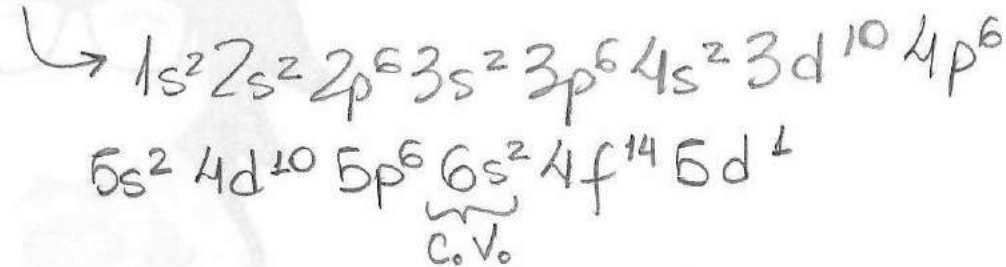 → 1s² 2s² 2p⁶ 3s² 3p⁶ 4s² 3d¹⁰ 4p⁶
5s² 4d¹⁰ 5p⁶ 6s² 4f¹⁴ 5d¹
C.V.